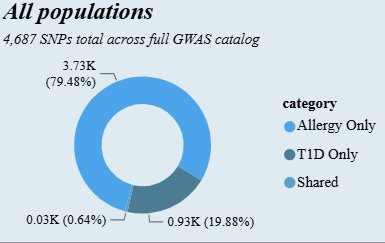 All populations
4,687 SNPs total across full GWAS catalog
3.73K
(79.48%)
category
Allergy Only
T1D Only
Shared
0.03K (0.64%)
0.93K (19.88%)